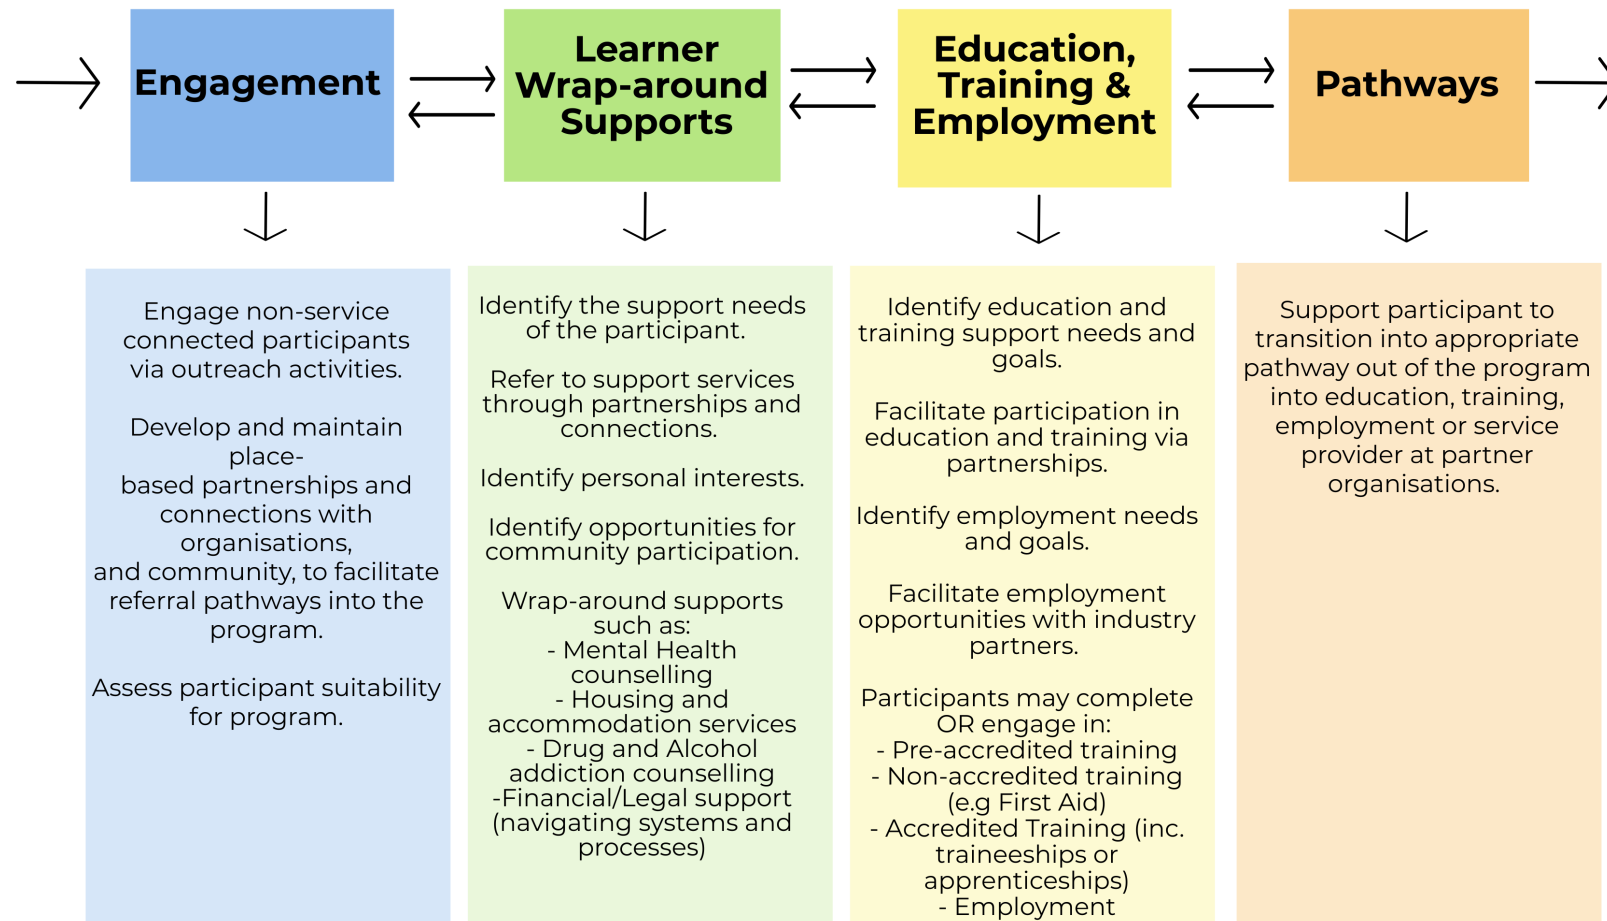 Engagement
Learner
Wrap-around
Supports
Education,
Training &
Employment
Pathways
Engage non-service
connected participants
via outreach activities.
Develop and maintain
place-
based partnerships and
connections with
organisations,
and community, to facilitate
referral pathways into the
program.
Assess participant suitability
for program.
Identify the support needs
of the participant.
Refer to support services
through partnerships and
connections.
Identify personal interests.
Identify opportunities for
community participation.
Wrap-around supports
such as:
- Mental Health
counselling
- Housing and
accommodation services
- Drug and Alcohol
addiction counselling
-Financial/Legal support
(navigating systems and
processes)
Identify education and
training support needs and
goals.
Facilitate participation in
education and training via
partnerships.
Identify employment needs
and goals.
Facilitate employment
opportunities with industry
partners.
Participants may complete
OR engage in:
- Pre-accredited training
- Non-accredited training
(e.g First Aid)
- Accredited Training (inc.
traineeships or
apprenticeships)
- Employment
Support participant to
transition into appropriate
pathway out of the program
into education, training,
employment or service
provider at partner
organisations.